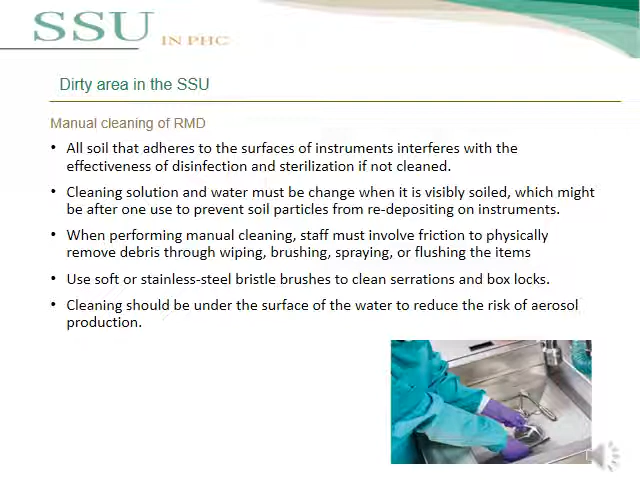 SSU IN PHC
Dirty area in the SSU
Manual cleaning of RMD
• All soil that adheres to the surfaces of instruments interferes with the
effectiveness of disinfection and sterilization if not cleaned.
• Cleaning solution and water must be change when it is visibly soiled, which might
be after one use to prevent soil particles from re-depositing on instruments.
• When performing manual cleaning, staff must involve friction to physically
remove debris through wiping, brushing, spraying, or flushing the items
• Use soft or stainless-steel bristle brushes to clean serrations and box locks.
• Cleaning should be under the surface of the water to reduce the risk of aerosol
production.